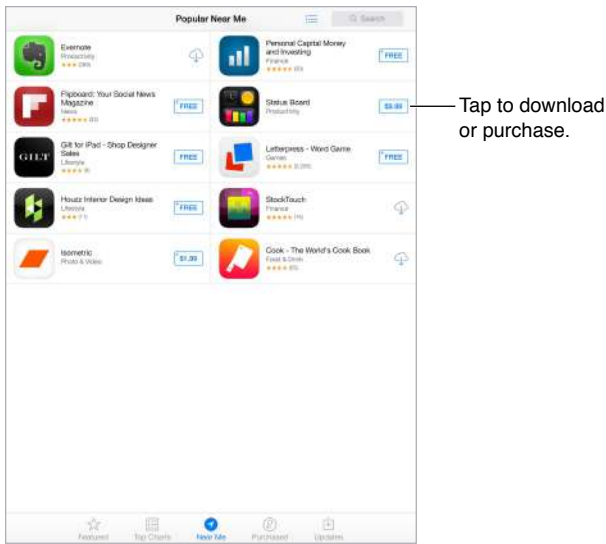 Popular Near Me
Search
Evernote
Productivity
Personal Capital Money
and Investing
Finance
FREE
Flipboard: Your Social News
Magazine
News
FREE
Status Board
Productivity
$9.99
Tap to download
or purchase.
GILT
Gilt for iPad - Shop Designer
Sales
Lifestyle
FREE
Letterpress - Word Game
Games
FREE
Houzz Interior Design Ideas
Lifestyle
FREE
StockTouch
Finance
Isometric
Photo & Video
$1.99
Cook - The World's Cook Book
Food & Drink
Featured
Top Charts
Near Me
Purchased
Updates